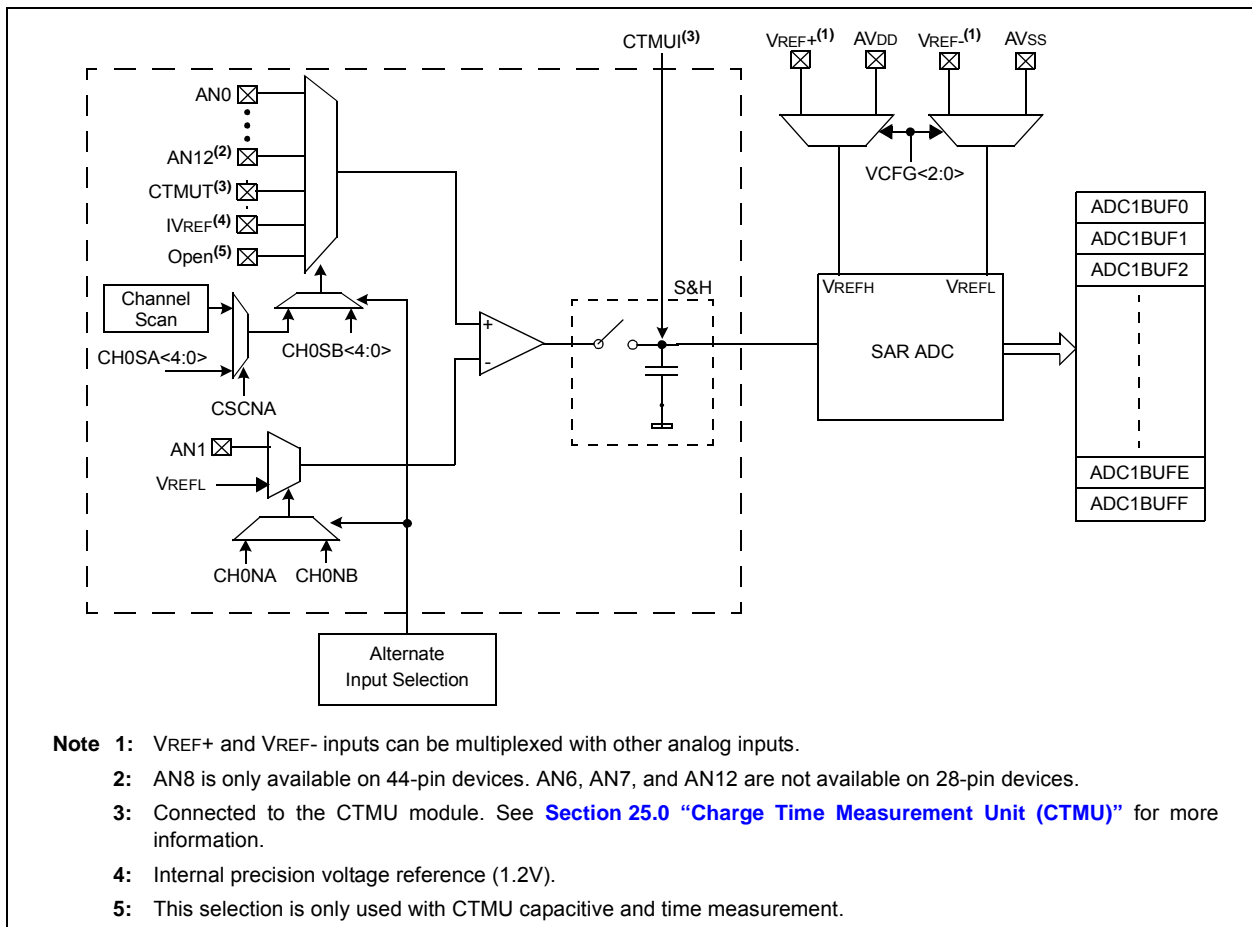 CTMUI(3)
VREF+(1) AVDD VREF-(1) AVSS
AN0
AN12(2)
CTMUT(3)
IVREF(4)
Open(5)
VCFG<2:0>
ADC1BUF0
ADC1BUF1
ADC1BUF2
Channel
Scan
S&H
VREFH VREFL
CH0SA<4:0>
CH0SB<4:0>
+
-
SAR ADC
CSCNA
AN1
VREFL
ADC1BUFE
ADC1BUFF
CH0NA CH0NB
Alternate
Input Selection
Note 1: VREF+ and VREF- inputs can be multiplexed with other analog inputs.
2: AN8 is only available on 44-pin devices. AN6, AN7, and AN12 are not available on 28-pin devices.
3: Connected to the CTMU module. See Section 25.0 “Charge Time Measurement Unit (CTMU)” for more
information.
4: Internal precision voltage reference (1.2V).
5: This selection is only used with CTMU capacitive and time measurement.